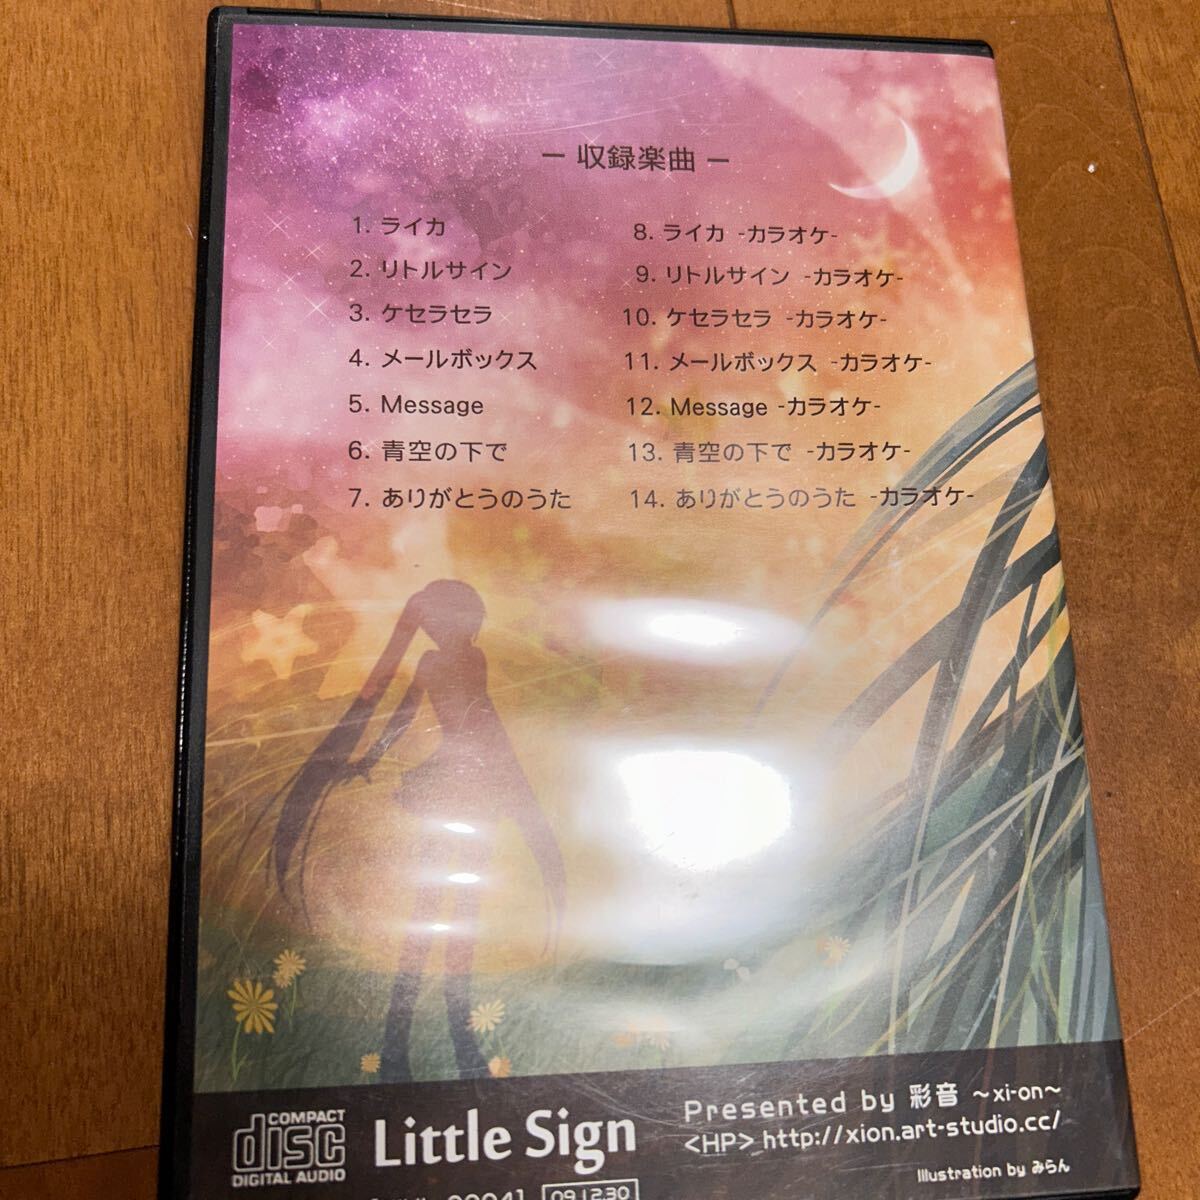 ー 収録楽曲 ー
1. ライカ
2. リトルサイン
3. ケセラセラ
4. メールボックス
5. Message
6. 青空の下で
7. ありがとうのうた
8. ライカ -カラオケ-
9. リトルサイン -カラオケ-
10. ケセラセラ -カラオケ-
11. メールボックス -カラオケ-
12. Message -カラオケ-
13. 青空の下で -カラオケ-
14. ありがとうのうた -カラオケ-
COMPACT
disc
DIGITAL AUDIO
Little Sign
Presented by 彩音 ～xi-on～
<HP> http://xion.art-studio.cc/
Illustration by みらん
09.12.30